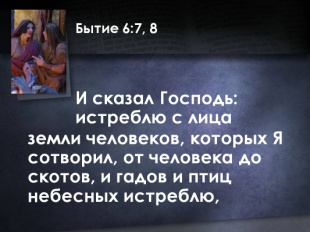 Бытие 6:7, 8
И сказал Господь:
истреблю с лица
земли человеков, которых Я
сотворил, от человека до
скотов, и гадов и птиц
небесных истреблю,